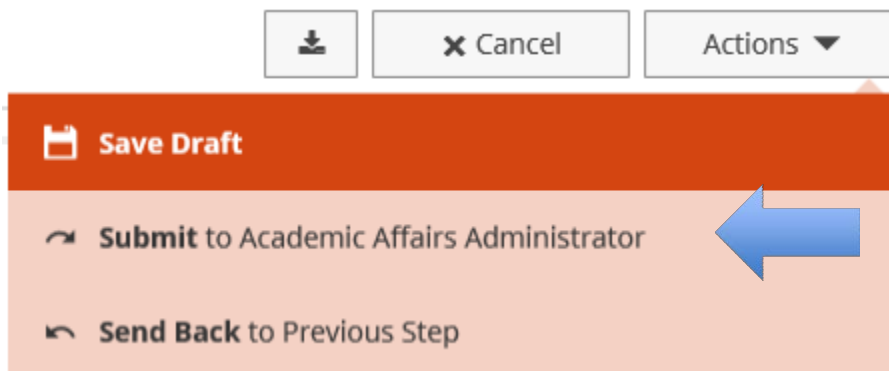 Cancel
Actions
Save Draft
Submit to Academic Affairs Administrator
Send Back to Previous Step